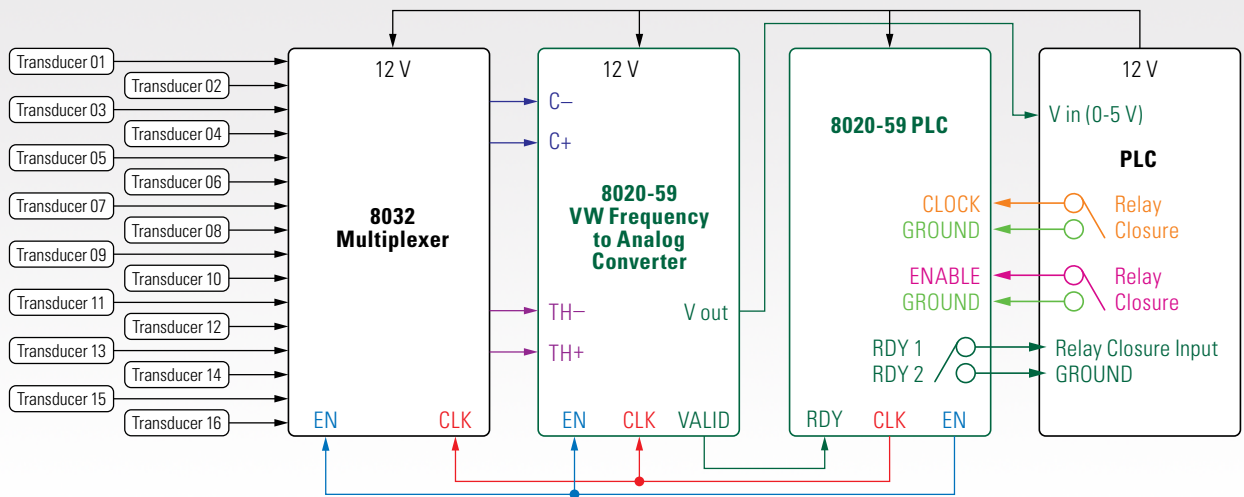 Transducer 01
Transducer 02
Transducer 03
Transducer 04
Transducer 05
Transducer 06
Transducer 07
Transducer 08
Transducer 09
Transducer 10
Transducer 11
Transducer 12
Transducer 13
Transducer 14
Transducer 15
Transducer 16
12 V
8032
Multiplexer
EN
CLK
12 V
C–
C+
8020-59
VW Frequency
to Analog
Converter
TH–
TH+
V out
EN
CLK
VALID
8020-59 PLC
CLOCK
GROUND
ENABLE
GROUND
RDY 1
RDY 2
RDY
CLK
EN
12 V
V in (0-5 V)
PLC
Relay
Closure
Relay
Closure
Relay Closure Input
GROUND